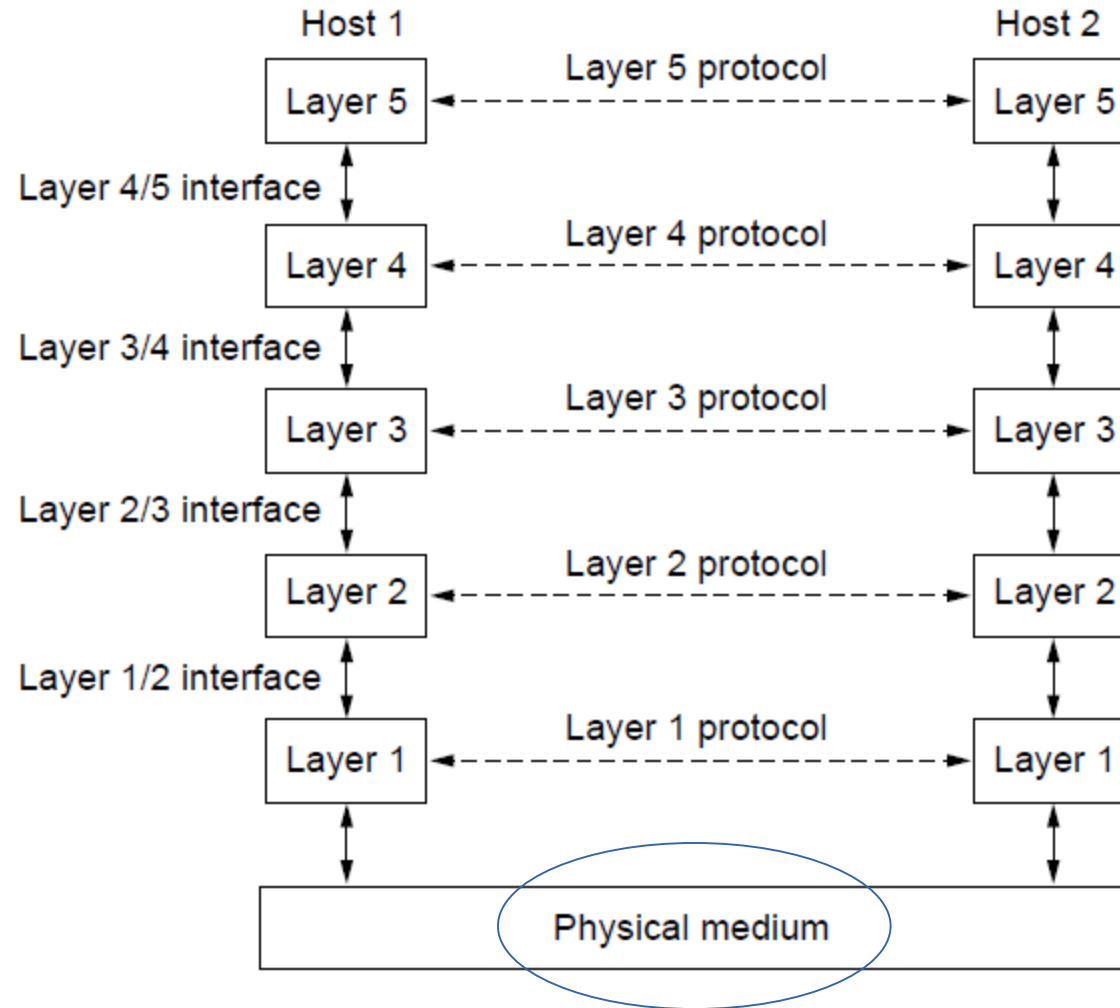 Host 1
Host 2
Layer 5 protocol
Layer 5
Layer 5
Layer 4/5 interface
Layer 4 protocol
Layer 4
Layer 4
Layer 3/4 interface
Layer 3 protocol
Layer 3
Layer 3
Layer 2/3 interface
Layer 2 protocol
Layer 2
Layer 2
Layer 1/2 interface
Layer 1 protocol
Layer 1
Layer 1
Physical medium